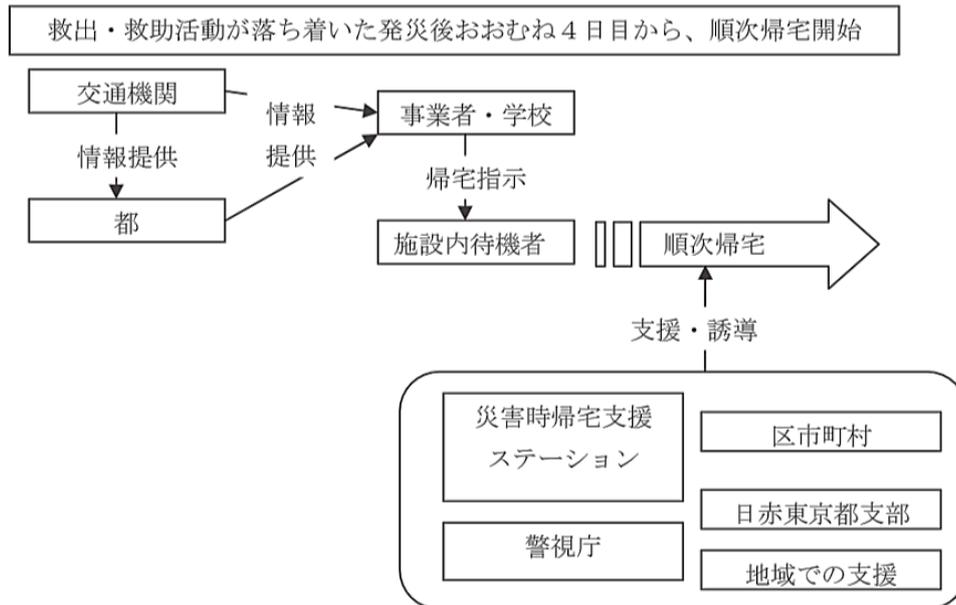 救出・救助活動が落ち着いた発災後おおむね４日目から、順次帰宅開始
交通機関
情報
提供
事業者・学校
情報提供
帰宅指示
都
施設内待機者
順次帰宅
支援・誘導
災害時帰宅支援
ステーション
区市町村
日赤東京都支部
警視庁
地域での支援